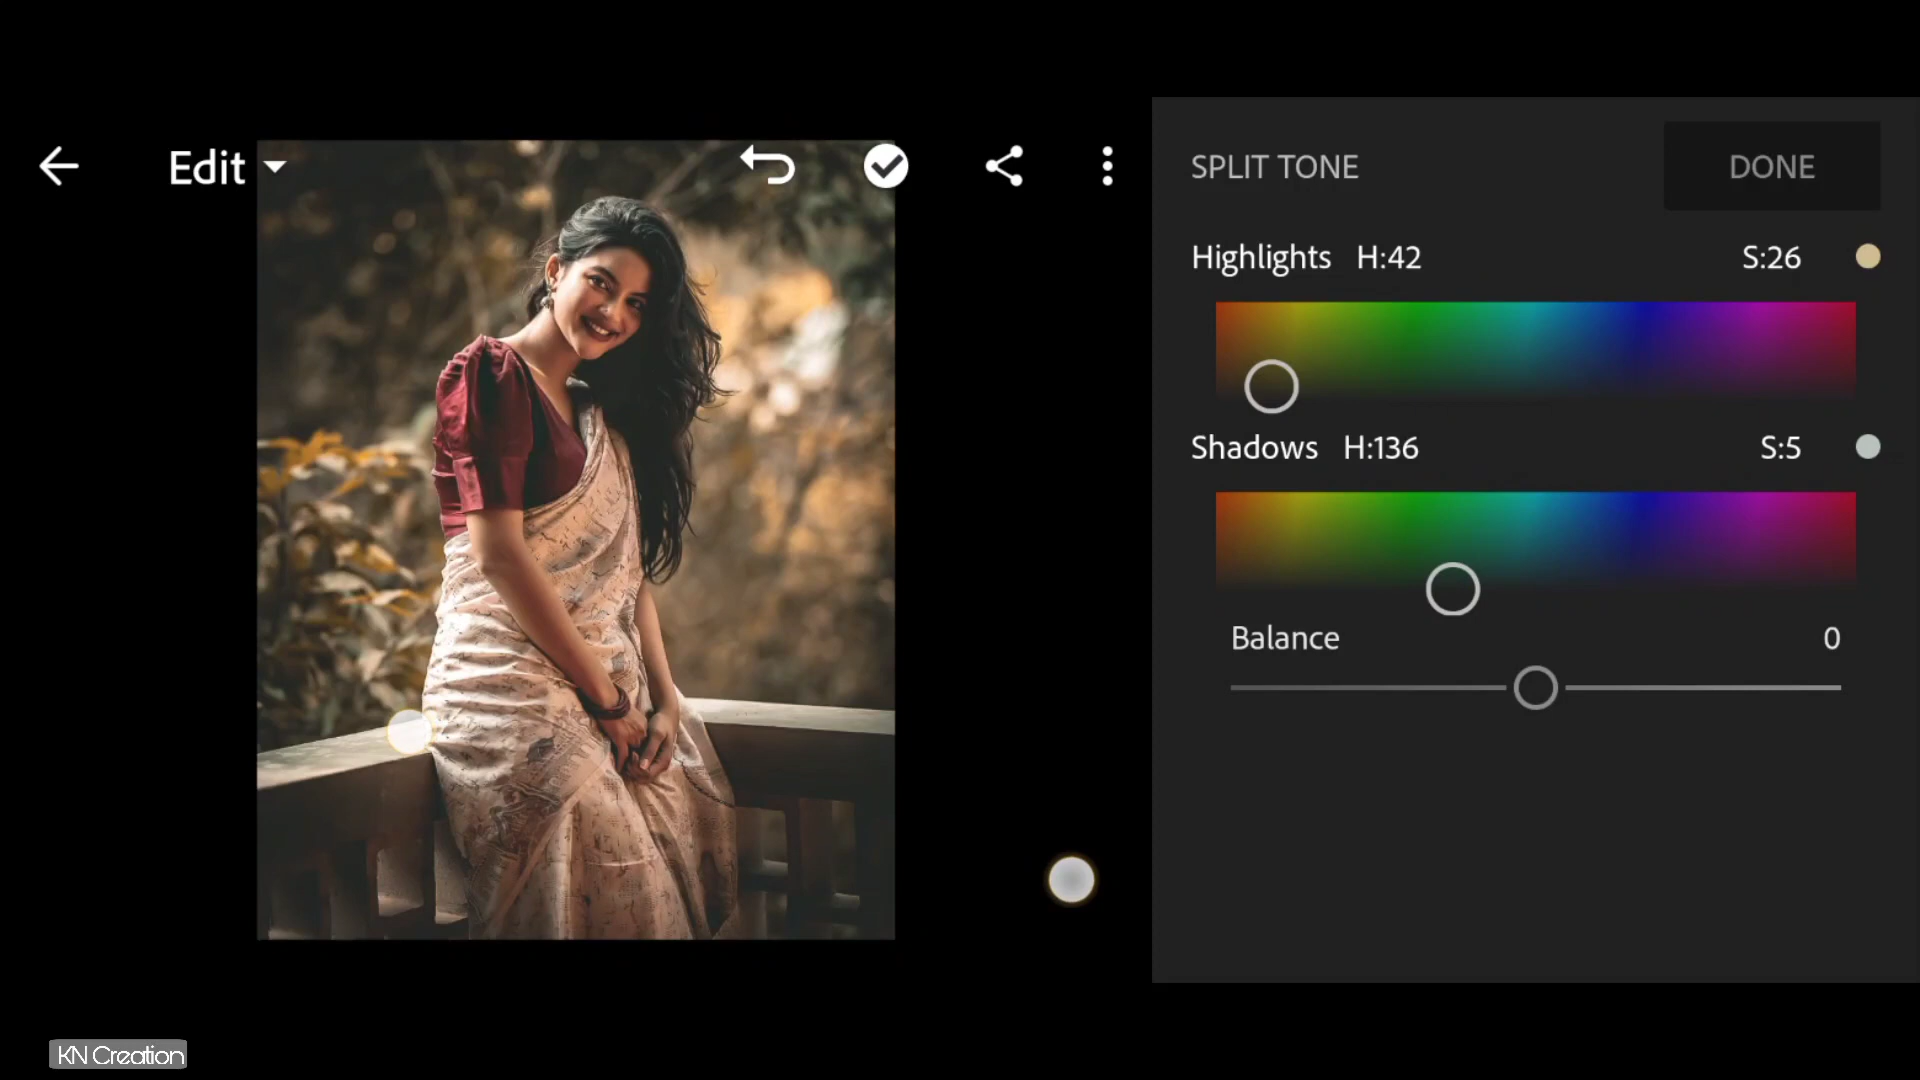 Edit
SPLIT TONE
DONE
Highlights H:42 S:26
Shadows H:136 S:5
Balance 0
KN Creation